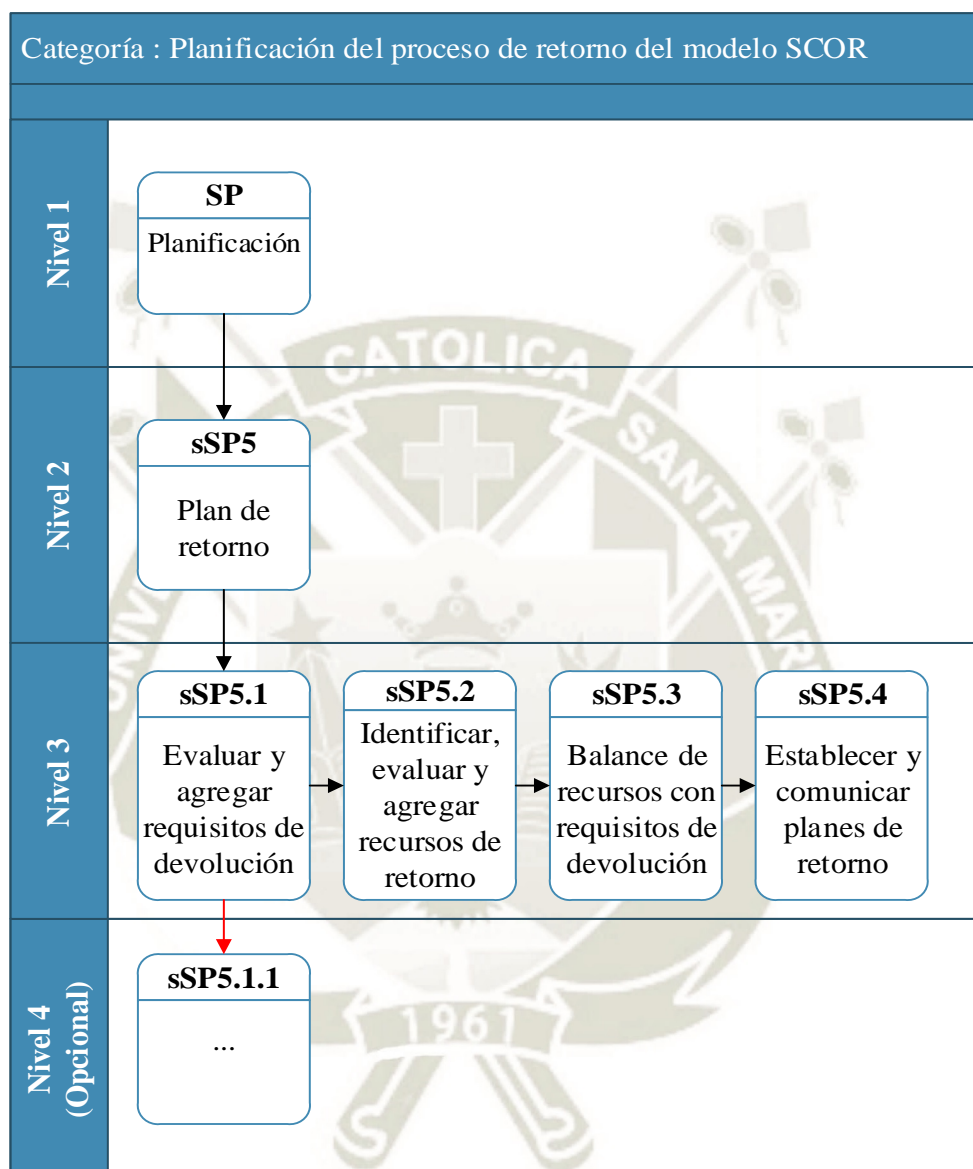 Categoría : Planificación del proceso de retorno del modelo SCOR
Nivel 1
SP
Planificación
Nivel 2
sSP5
Plan de
retorno
Nivel 3
sSP5.1
Evaluar y
agregar
requisitos de
devolución
sSP5.2
Identificar,
evaluar y
agregar
recursos de
retorno
sSP5.3
Balance de
recursos con
requisitos de
devolución
sSP5.4
Establecer y
comunicar
planes de
retorno
Nivel 4
(Opcional)
sSP5.1.1
...
CATOLICA
SANTA MAR
UNIV
1961